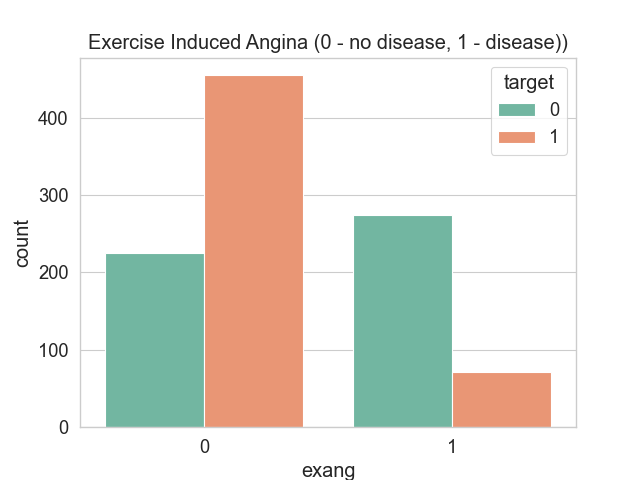 Exercise Induced Angina (0 - no disease, 1 - disease))
target
0
1
count
400
300
200
100
0
0 1
exang